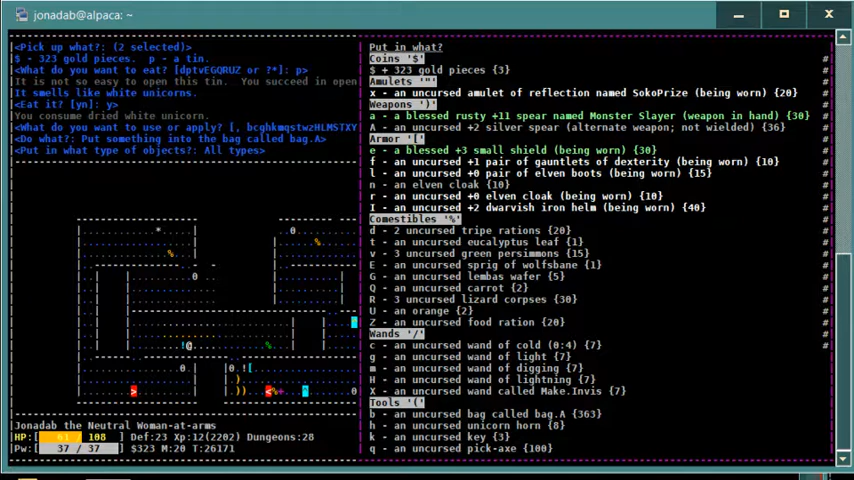 jonadab@alpaca: ~
<Pick up what?: (2 selected)>
$ - 323 gold pieces.  p - a tin.
<What do you want to eat? [dptvEGQRUZ or ?*]: p>
It is not so easy to open this tin.  You succeed in open
It smells like white unicorns.
<Eat it? [yn]: y>
You consume dried white unicorn.
<What do you want to use or apply? [, bcghkmqstwzHLMSTXY
<Do what?: Put something into the bag called bag.A>
<Put in what type of objects?: All types>
Jonadab the Neutral Woman-at-arms
HP:[ 61 / 108 ] Def:23 Xp:12(2202) Dungeons:28
Pw:[ 37 / 37 ] $323 M:20 T:26171
Put in what?
Coins '$'
$ + 323 gold pieces {3}
Amulets '"'
x - an uncursed amulet of reflection named SokoPrize (being worn) {20}
Weapons ')'
a - a blessed rusty +11 spear named Monster Slayer (weapon in hand) {30}
A - an uncursed +2 silver spear (alternate weapon; not wielded) {36}
Armor '['
e - a blessed +3 small shield (being worn) {30}
f - an uncursed +1 pair of gauntlets of dexterity (being worn) {10}
l - an uncursed +0 pair of elven boots (being worn) {15}
n - an elven cloak {10}
r - an uncursed +0 elven cloak (being worn) {10}
I - an uncursed +2 dwarvish iron helm (being worn) {40}
Comestibles '%'
d - 2 uncursed tripe rations {20}
t - an uncursed eucalyptus leaf {1}
v - 3 uncursed green persimmons {15}
E - an uncursed sprig of wolfsbane {1}
G - an uncursed lembas wafer {5}
Q - an uncursed carrot {2}
R - 3 uncursed lizard corpses {30}
U - an orange {2}
Z - an uncursed food ration {20}
Wands '/'
c - an uncursed wand of cold (0:4) {7}
g - an uncursed wand of light {7}
m - an uncursed wand of digging {7}
H - an uncursed wand of lightning {7}
X - an uncursed wand called Make.Invis {7}
Tools '('
b - an uncursed bag called bag.A {363}
h - an uncursed unicorn horn {8}
k - an uncursed key {3}
q - an uncursed pick-axe {100}